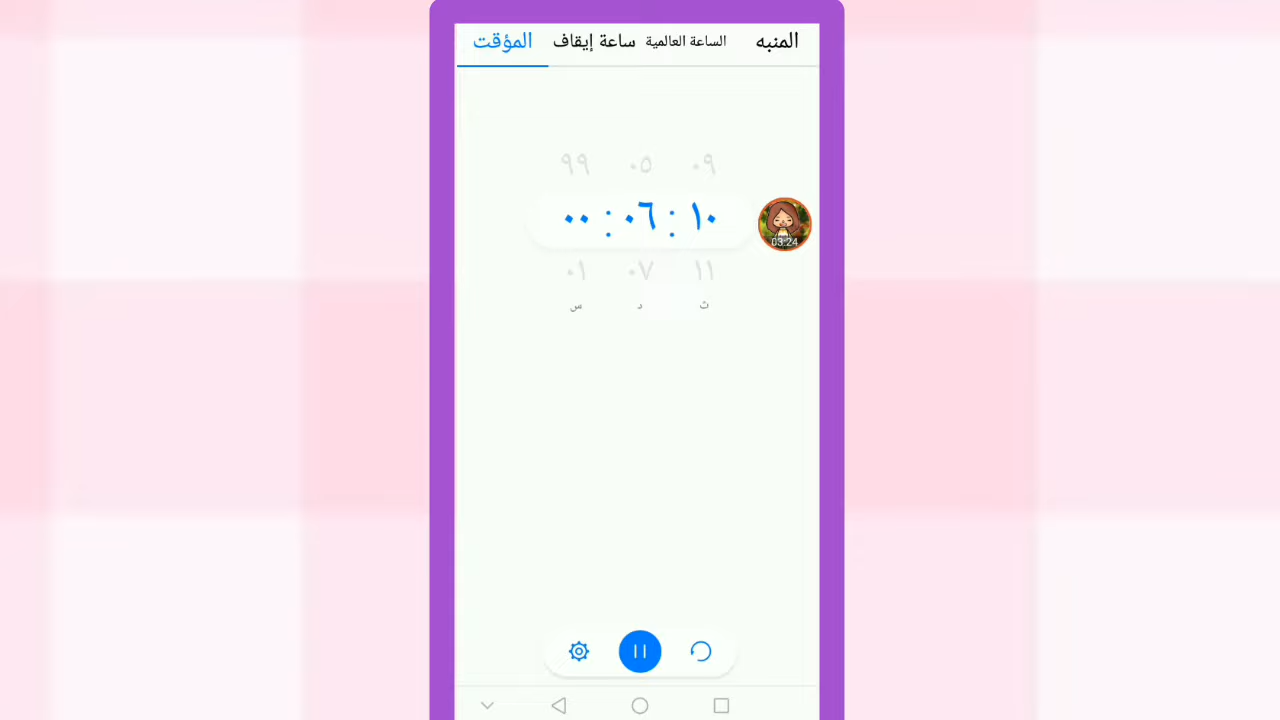 المنبه الساعة العالمية ساعة إيقاف المؤقت
٩٩ ٠٥ ٠٩
٠٠ : ٠٦ : ١٠
03:24
٠١ ٠٧ ١١
س د ث